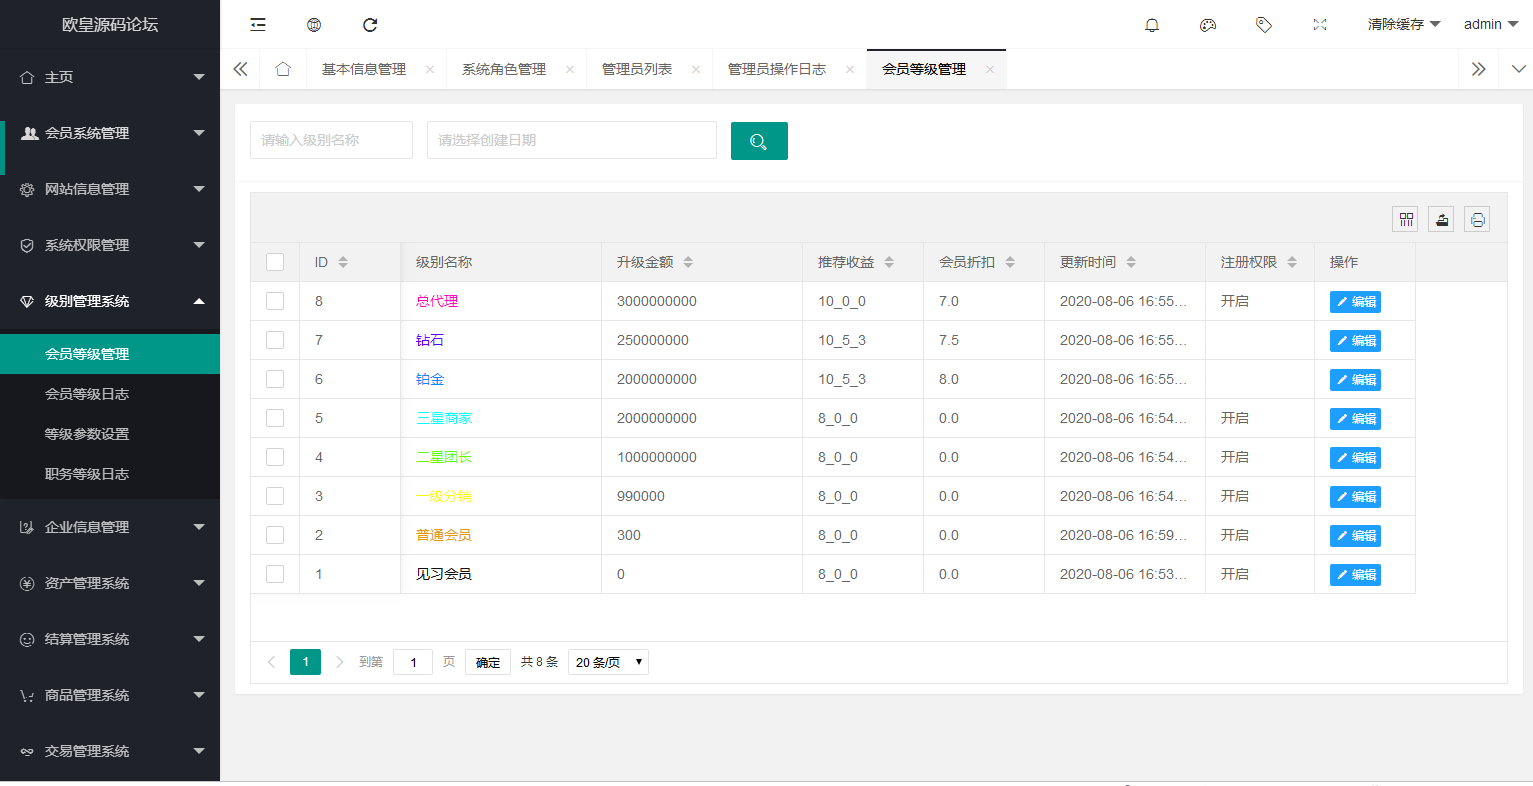 欧皇源码论坛
清除缓存 admin
主页
会员系统管理
网站信息管理
系统权限管理
级别管理系统
会员等级管理
会员等级日志
等级参数设置
职务等级日志
企业信息管理
资产管理系统
结算管理系统
商品管理系统
交易管理系统
基本信息管理 系统角色管理 管理员列表 管理员操作日志 会员等级管理
请输入级别名称 请选择创建日期
ID 级别名称 升级金额 推荐收益 会员折扣 更新时间 注册权限 操作
8 总代理 3000000000 10_0_0 7.0 2020-08-06 16:55... 开启 编辑
7 钻石 250000000 10_5_3 7.5 2020-08-06 16:55... 编辑
6 铂金 2000000000 10_5_3 8.0 2020-08-06 16:55... 编辑
5 三星商家 2000000000 8_0_0 0.0 2020-08-06 16:54... 开启 编辑
4 二星团长 1000000000 8_0_0 0.0 2020-08-06 16:54... 开启 编辑
3 一级分销 990000 8_0_0 0.0 2020-08-06 16:54... 开启 编辑
2 普通会员 300 8_0_0 0.0 2020-08-06 16:59... 开启 编辑
1 见习会员 0 8_0_0 0.0 2020-08-06 16:53... 开启 编辑
1 到第 1 页 确定 共 8 条 20 条/页